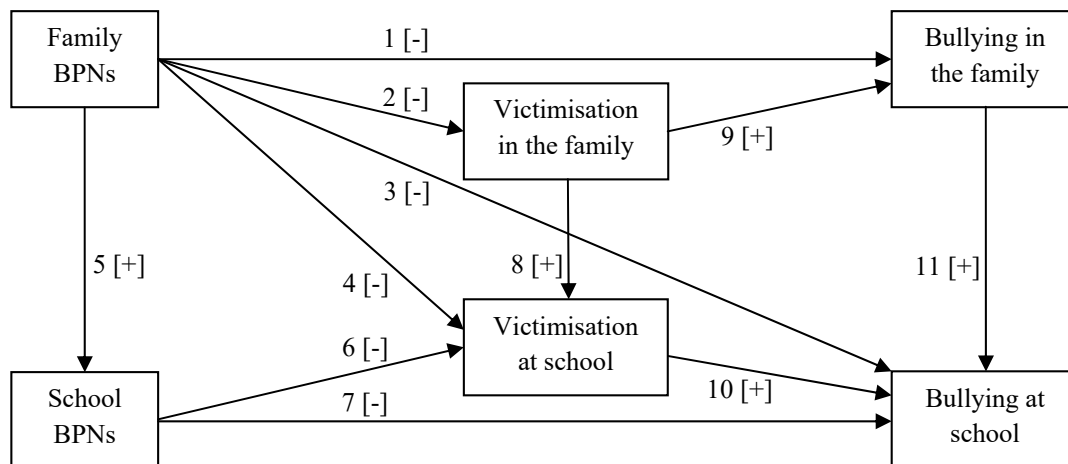 Family
BPNs
1 [-]
Bullying in
the family
2 [-]
Victimisation
in the family
9 [+]
3 [-]
5 [+]
4 [-]
8 [+]
11 [+]
Victimisation
at school
6 [-]
School
BPNs
7 [-]
10 [+]
Bullying at
school